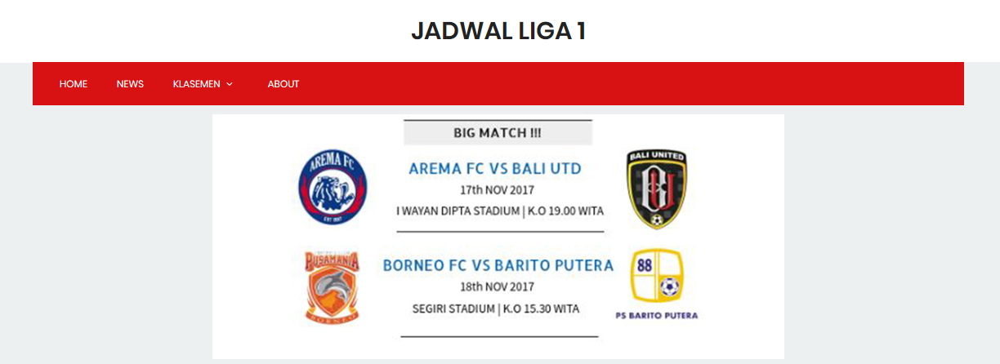 JADWAL LIGA 1
HOME NEWS KLASEMEN ABOUT
BIG MATCH !!!
AREMA FC
EST 1987
AREMA FC VS BALI UTD
17th NOV 2017
I WAYAN DIPTA STADIUM | K.O 19.00 WITA
BALI UNITED
PUSAMANIA
BORNEO
BORNEO FC VS BARITO PUTERA
18th NOV 2017
SEGIRI STADIUM | K.O 15.30 WITA
88
PS BARITO PUTERA